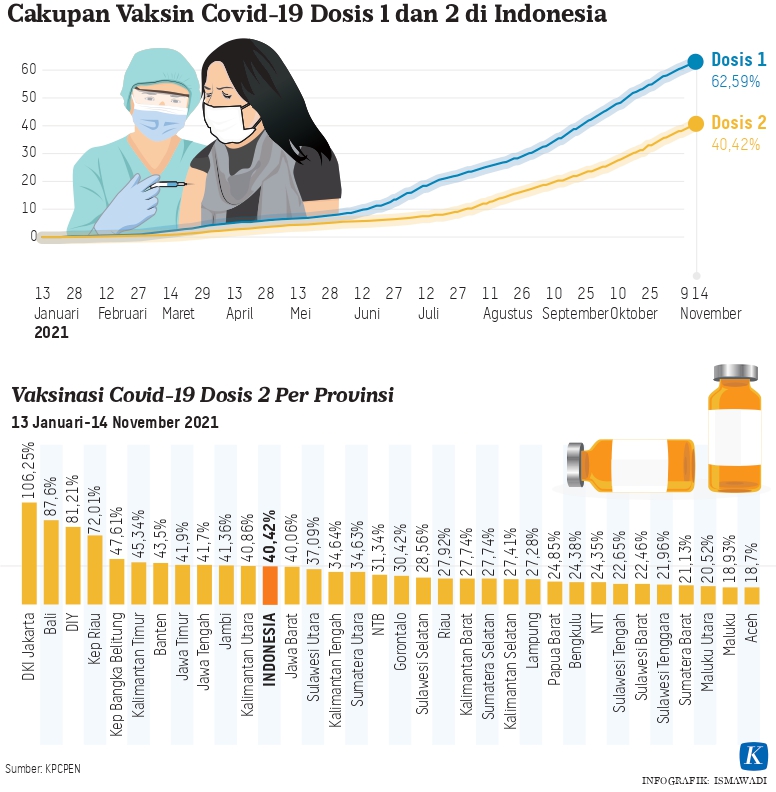 Cakupan Vaksin Covid-19 Dosis 1 dan 2 di Indonesia
60
50
40
30
20
10
0
Dosis 1
62,59%
Dosis 2
40,42%
13 28 12 27 14 29 13 28 13 28 12 27 12 27 11 26 10 25 10 25 9 14
Januari Februari Maret April Mei Juni Juli Agustus September Oktober November
2021
Vaksinasi Covid-19 Dosis 2 Per Provinsi
13 Januari-14 November 2021
106,25% 87,6% 81,21% 72,01% 47,61% 45,34% 43,5% 41,9% 41,7% 41,36% 40,86% 40,42% 40,06% 37,09% 34,64% 34,63% 31,34% 30,42% 28,56% 27,92% 27,74% 27,74% 27,41% 27,28% 24,85% 24,38% 24,35% 22,65% 22,46% 21,96% 21,13% 20,52% 18,93% 18,7%
DKI Jakarta
Bali
DIY
Kep Riau
Kep Bangka Belitung
Kalimantan Timur
Banten
Jawa Timur
Jawa Tengah
Jambi
Kalimantan Utara
INDONESIA
Jawa Barat
Sulawesi Utara
Kalimantan Tengah
Sumatera Utara
NTB
Gorontalo
Sulawesi Selatan
Riau
Kalimantan Barat
Sumatera Selatan
Kalimantan Selatan
Lampung
Papua Barat
Bengkulu
NTT
Sulawesi Tengah
Sulawesi Barat
Sulawesi Tenggara
Sumatera Barat
Maluku Utara
Maluku
Aceh
Sumber: KPCPEN
K
INFOGRAFIK: ISMAWADI